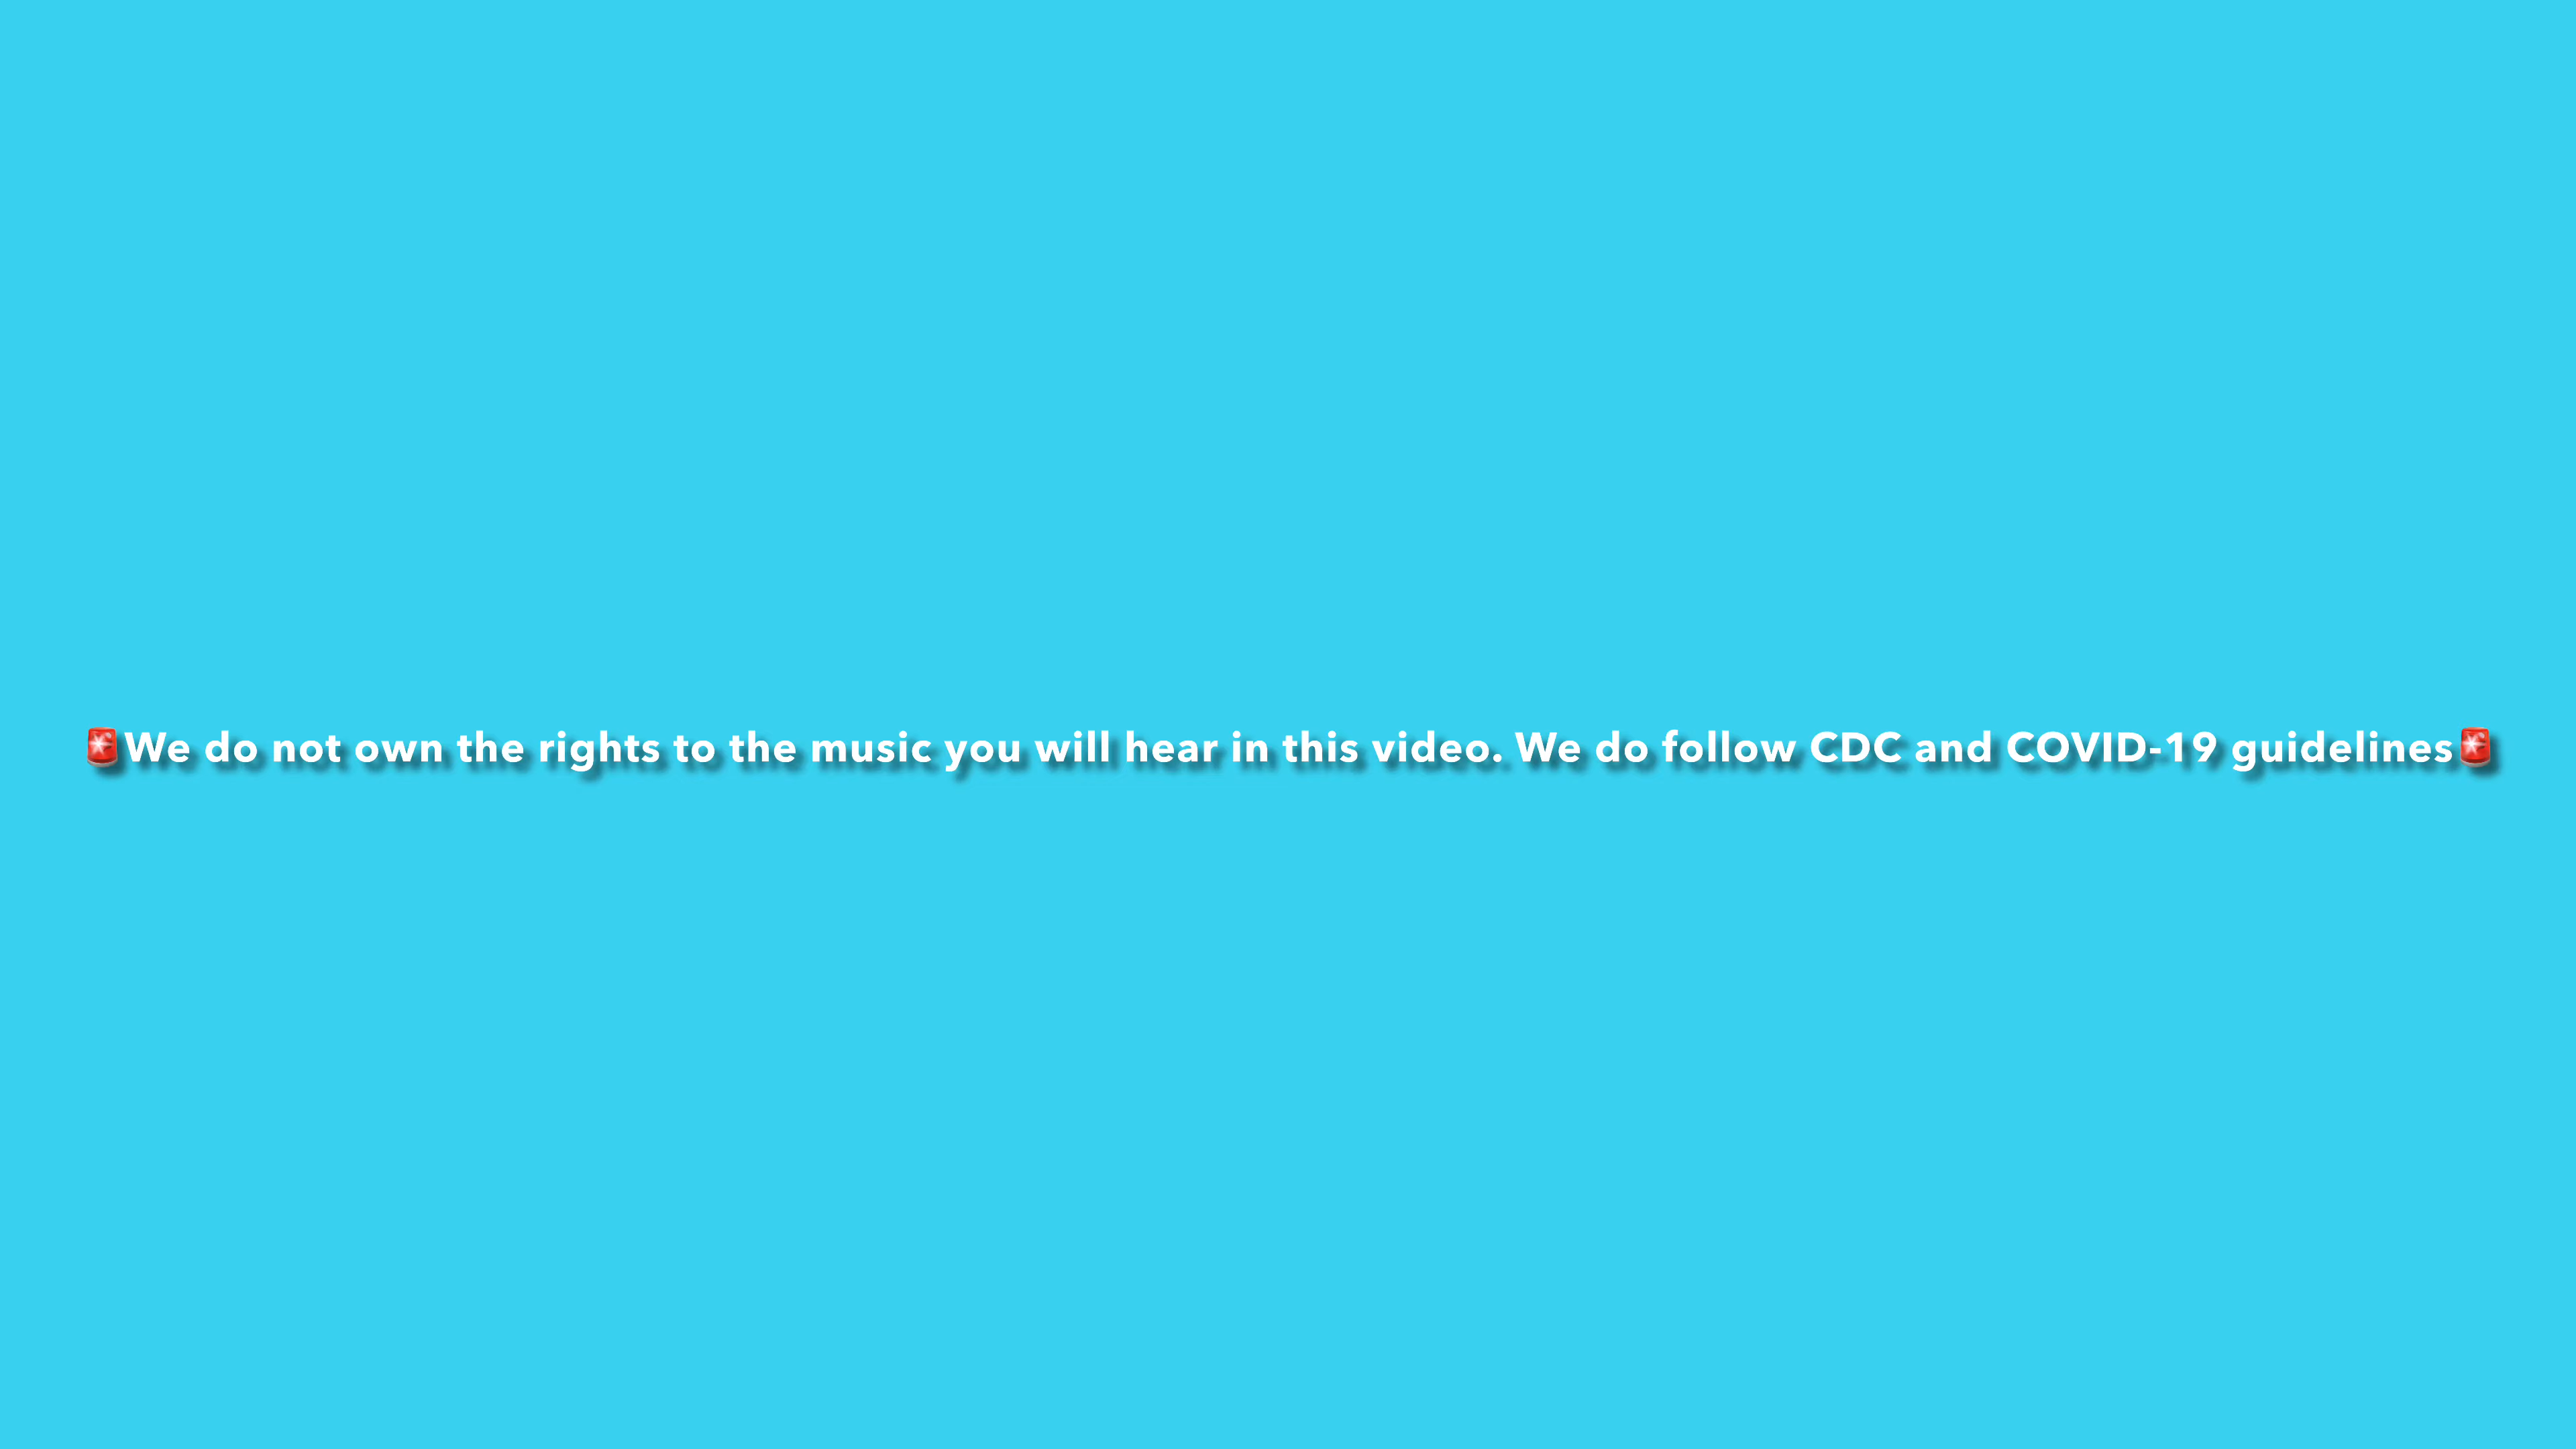 🚨We do not own the rights to the music you will hear in this video. We do follow CDC and COVID-19 guidelines🚨